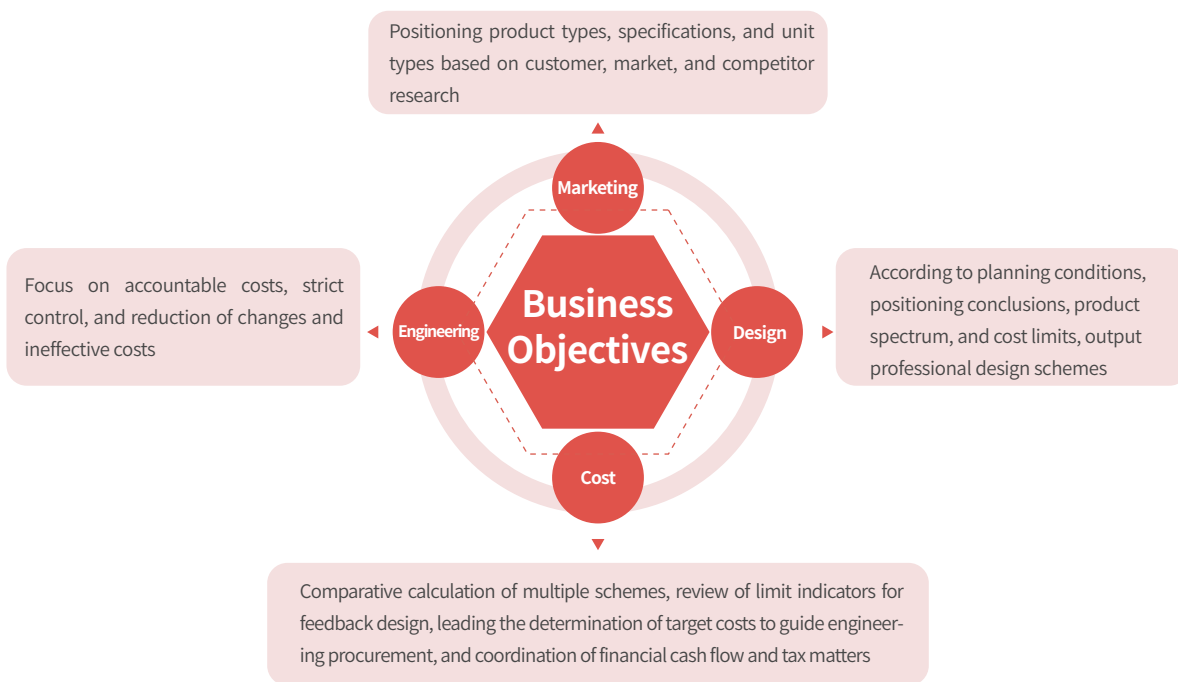 Positioning product types, specifications, and unit
types based on customer, market, and competitor
research
Marketing
Focus on accountable costs, strict
control, and reduction of changes and
ineffective costs
Engineering
Business
Objectives
Design
According to planning conditions,
positioning conclusions, product
spectrum, and cost limits, output
professional design schemes
Cost
Comparative calculation of multiple schemes, review of limit indicators for
feedback design, leading the determination of target costs to guide engineer-
ing procurement, and coordination of financial cash flow and tax matters